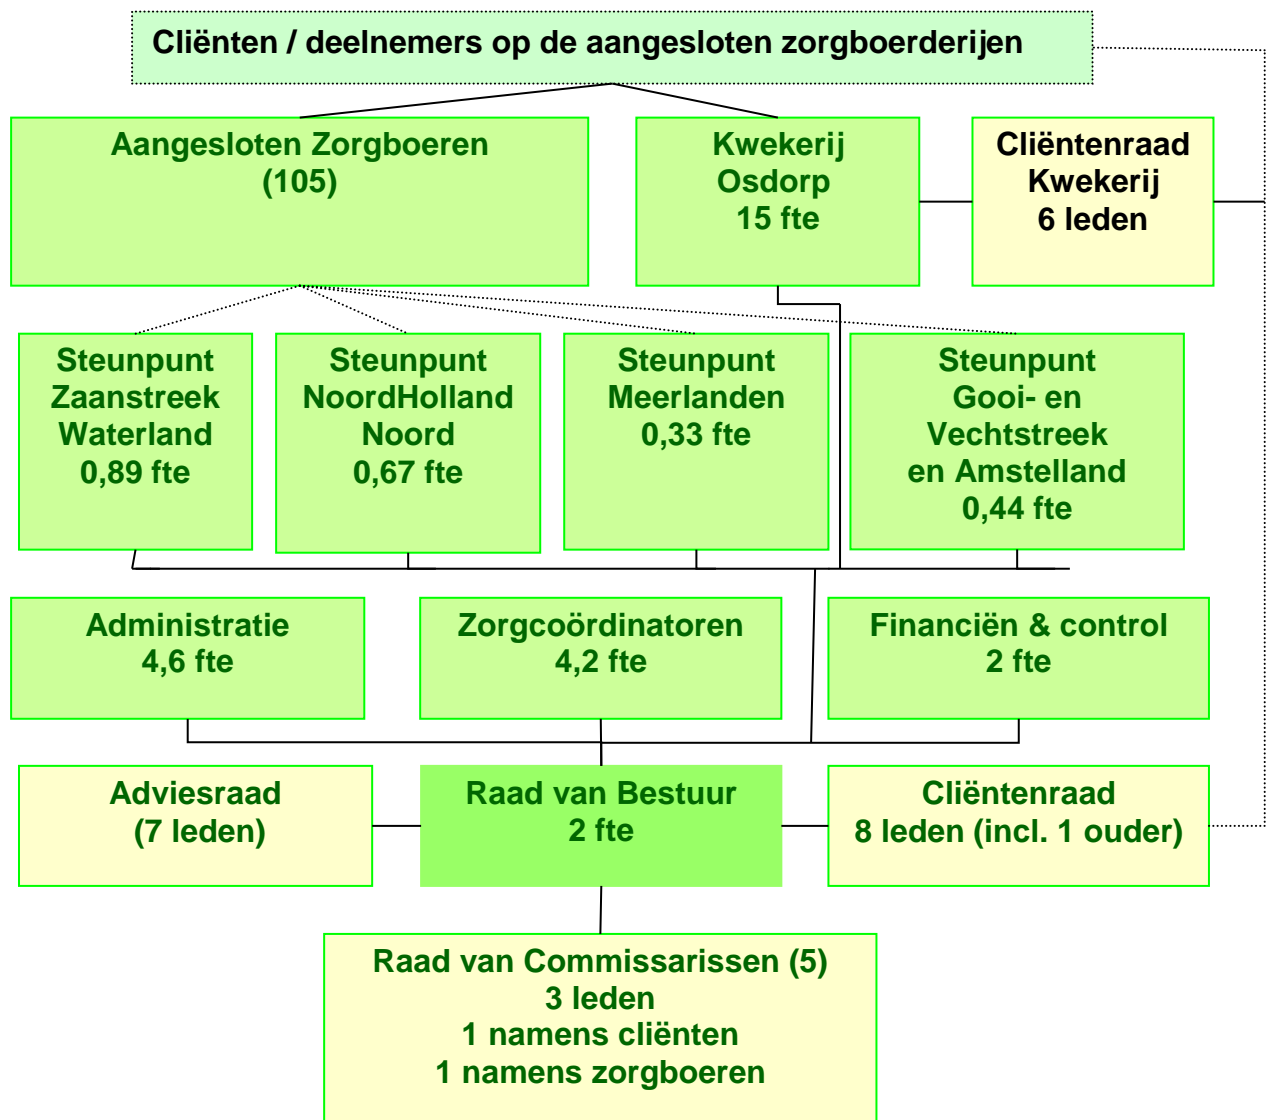 Cliënten / deelnemers op de aangesloten zorgboerderijen
Aangesloten Zorgboeren
(105)
Kwekerij
Osdorp
15 fte
Cliëntenraad
Kwekerij
6 leden
Steunpunt
Zaanstreek
Waterland
0,89 fte
Steunpunt
NoordHolland
Noord
0,67 fte
Steunpunt
Meerlanden
0,33 fte
Steunpunt
Gooi- en
Vechtstreek
en Amstelland
0,44 fte
Administratie
4,6 fte
Zorgcoördinatoren
4,2 fte
Financiën & control
2 fte
Adviesraad
(7 leden)
Raad van Bestuur
2 fte
Cliëntenraad
8 leden (incl. 1 ouder)
Raad van Commissarissen (5)
3 leden
1 namens cliënten
1 namens zorgboeren